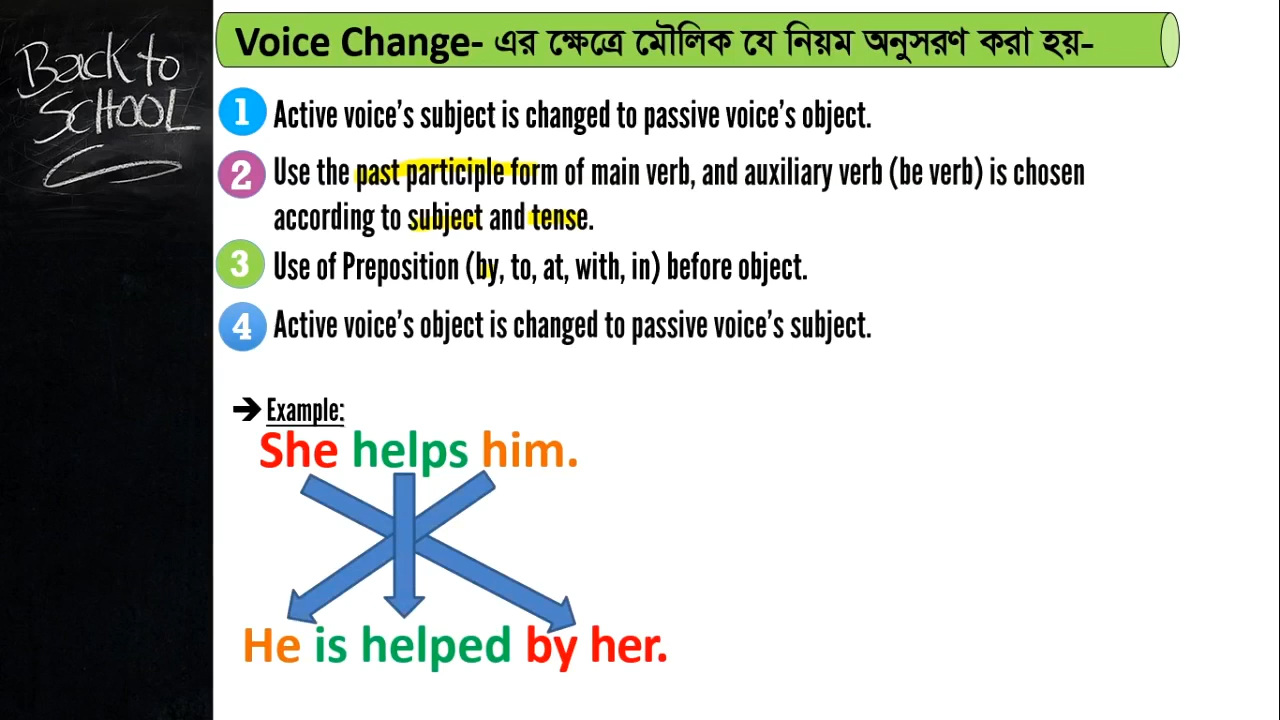 Back to
SCHOOL
Voice Change- এর ক্ষেত্রে মৌলিক যে নিয়ম অনুসরণ করা হয়-
1 Active voice's subject is changed to passive voice's object.
2 Use the past participle form of main verb, and auxiliary verb (be verb) is chosen
according to subject and tense.
3 Use of Preposition (by, to, at, with, in) before object.
4 Active voice's object is changed to passive voice's subject.
➔ Example:
She helps him.
He is helped by her.